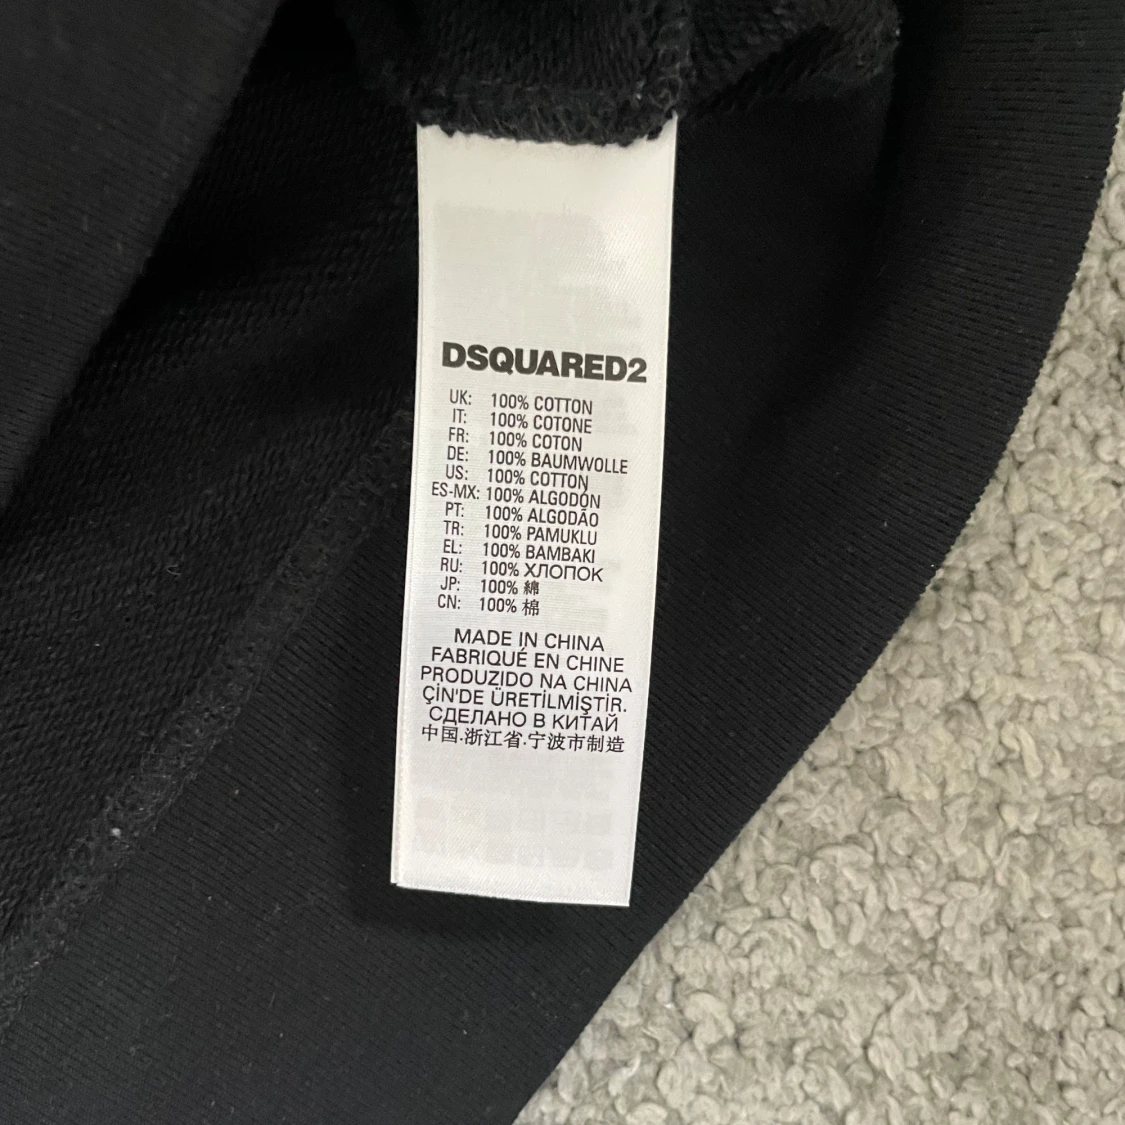 DSQUARED2
UK: 100% COTTON
IT: 100% COTONE
FR: 100% COTON
DE: 100% BAUMWOLLE
US: 100% COTTON
ES-MX: 100% ALGODÓN
PT: 100% ALGODÃO
TR: 100% PAMUKLU
EL: 100% BAMBAKI
RU: 100% ХЛОПОК
JP: 100% 綿
CN: 100% 棉
MADE IN CHINA
FABRIQUÉ EN CHINE
PRODUZIDO NA CHINA
ÇİN'DE ÜRETİLMİŞTİR.
СДЕЛАНО В КИТАЙ
中国.浙江省.宁波市制造